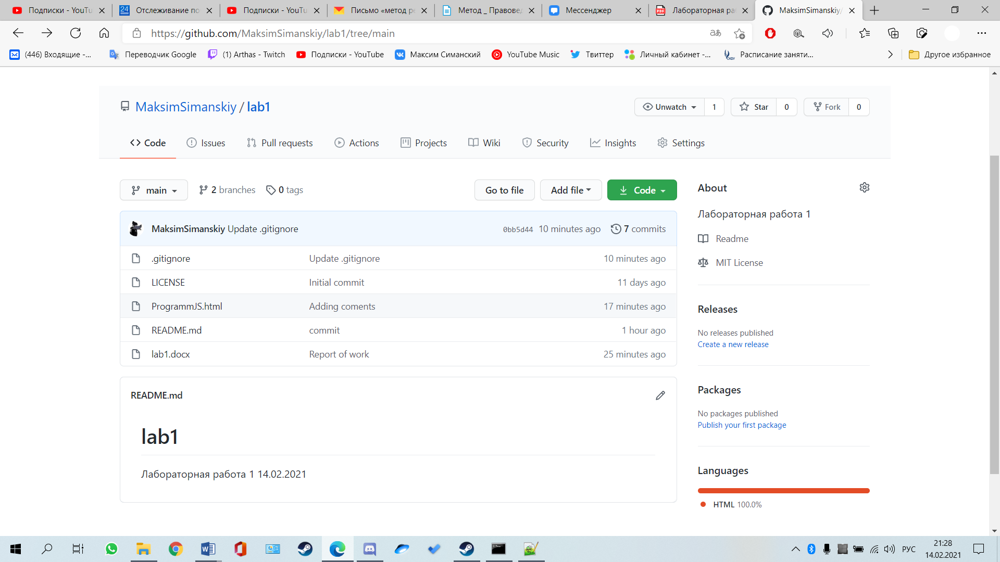 Подписки - YouTu
Отслеживание по
Подписки - YouTu
Письмо «метод ре
Метод _ Правовед
Мессенджер
Лабораторная ра
MaksimSimanskiy/
https://github.com/MaksimSimanskiy/lab1/tree/main
(446) Входящие -...
Переводчик Google
(1) Arthas - Twitch
Подписки - YouTube
Максим Симанский
YouTube Music
Твиттер
Личный кабинет -...
Расписание заняти...
Другое избранное
MaksimSimanskiy / lab1
Unwatch 1
Star 0
Fork 0
Code
Issues
Pull requests
Actions
Projects
Wiki
Security
Insights
Settings
main
2 branches
0 tags
Go to file
Add file
Code
MaksimSimanskiy Update .gitignore 0bb5d44 10 minutes ago 7 commits
.gitignore Update .gitignore 10 minutes ago
LICENSE Initial commit 11 days ago
ProgrammJS.html Adding coments 17 minutes ago
README.md commit 1 hour ago
lab1.docx Report of work 25 minutes ago
README.md
lab1
Лабораторная работа 1 14.02.2021
About
Лабораторная работа 1
Readme
MIT License
Releases
No releases published
Create a new release
Packages
No packages published
Publish your first package
Languages
HTML 100.0%
РУС
21:28
14.02.2021